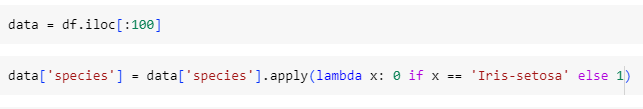 data = df.iloc[:100]
data['species'] = data['species'].apply(lambda x: 0 if x == 'Iris-setosa' else 1)